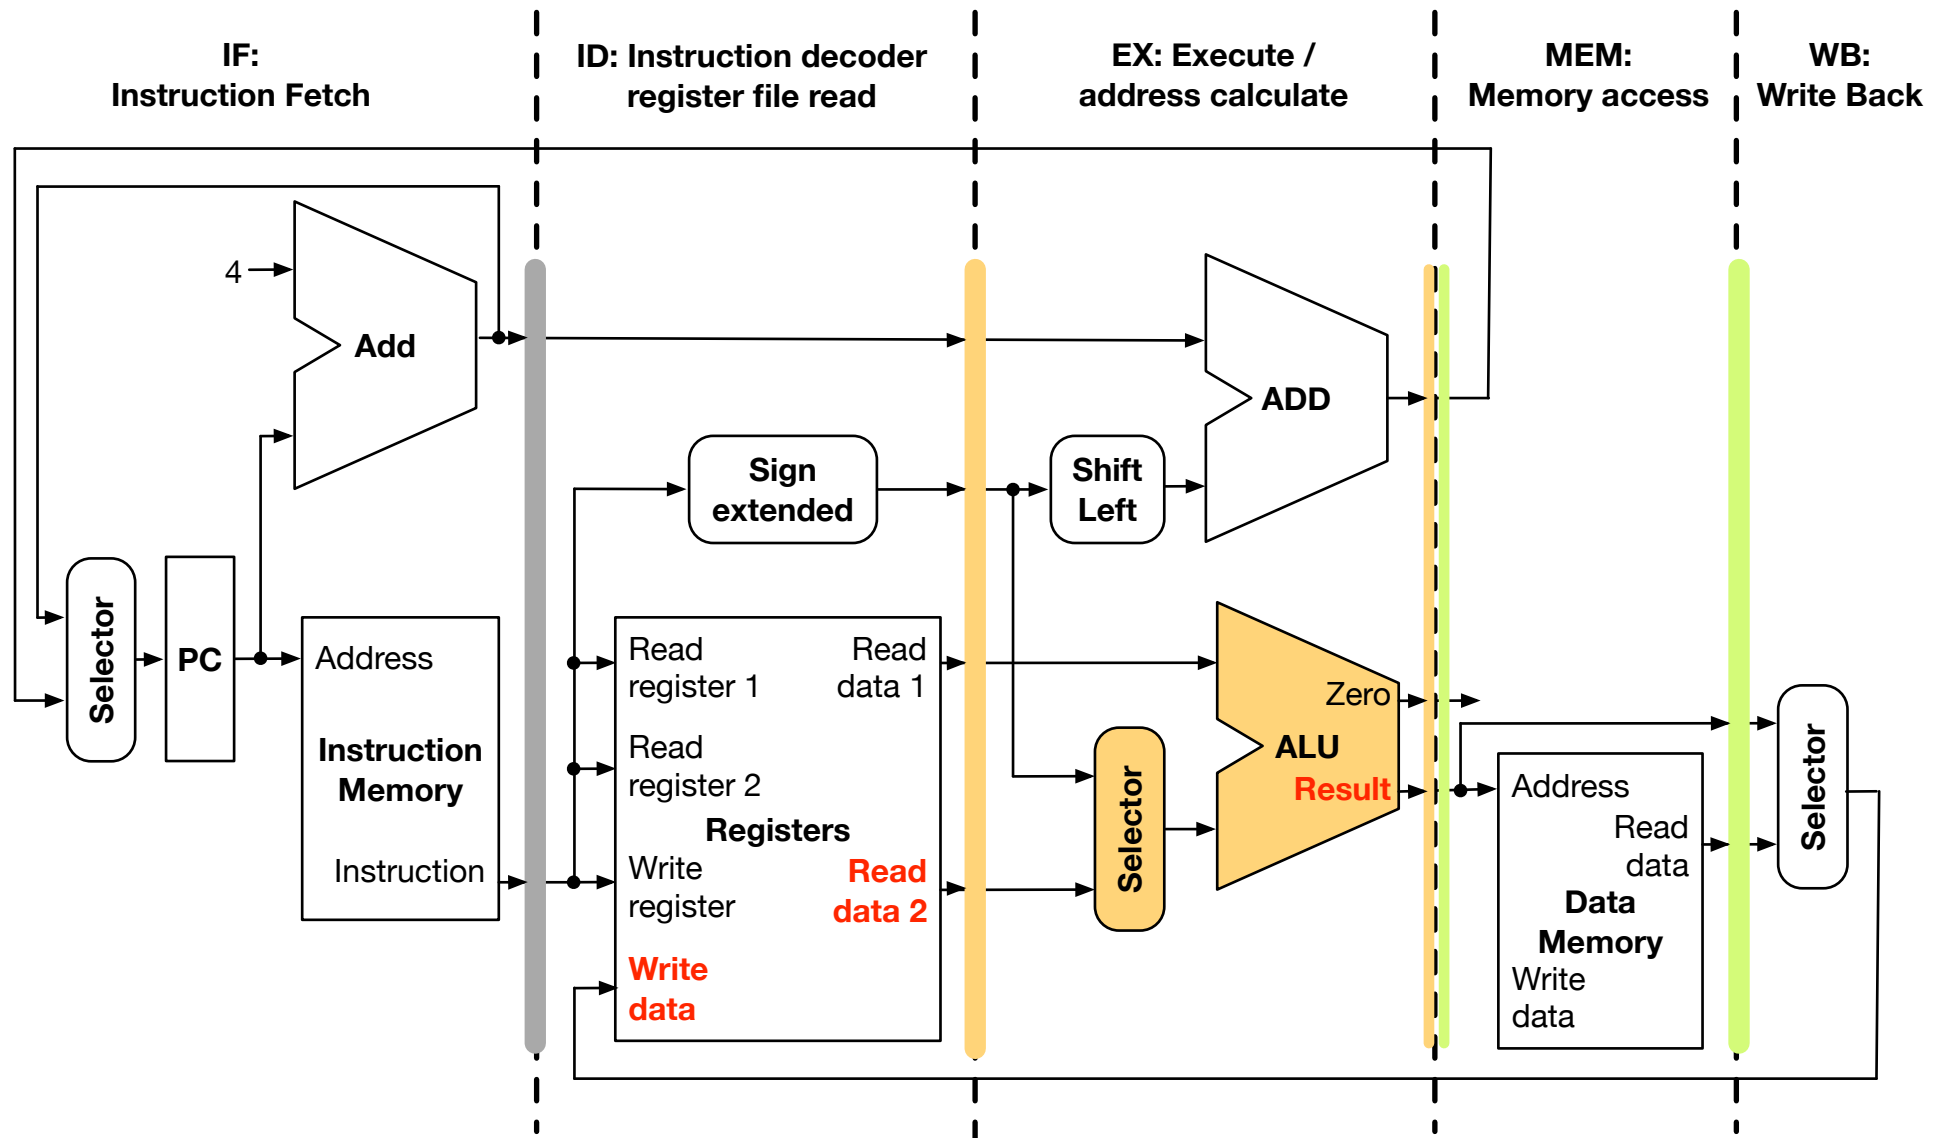 IF:
Instruction Fetch
ID: Instruction decoder
register file read
EX: Execute /
address calculate
MEM:
Memory access
WB:
Write Back
4
Add
ADD
Sign
extended
Shift
Left
Selector
PC
Address
Instruction
Memory
Instruction
Read
register 1
Read
data 1
Read
register 2
Registers
Write
register
Read
data 2
Write
data
Selector
Zero
ALU
Result
Address
Read
data
Data
Memory
Write
data
Selector